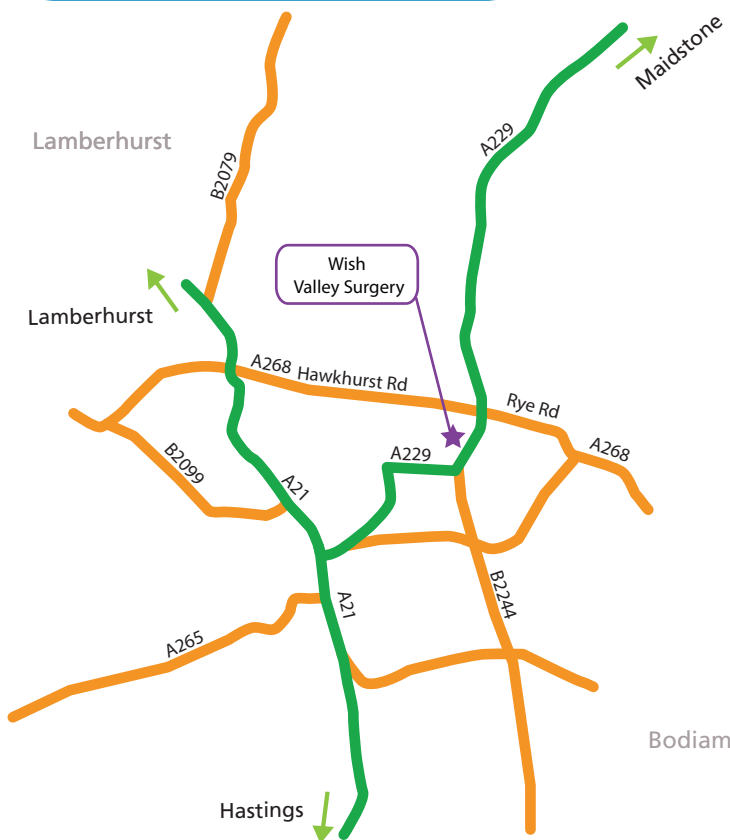 Maidstone
A229
Lamberhurst
B2079
Wish
Valley Surgery
Lamberhurst
A268 Hawkhurst Rd
Rye Rd
A229
A268
B2099
A21
B2244
A21
A265
Bodiam
Hastings